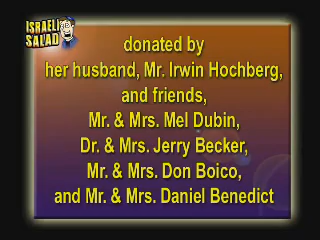 ISRAELI
SALAD
donated by
her husband, Mr. Irwin Hochberg,
and friends,
Mr. & Mrs. Mel Dubin,
Dr. & Mrs. Jerry Becker,
Mr. & Mrs. Don Boico,
and Mr. & Mrs. Daniel Benedict